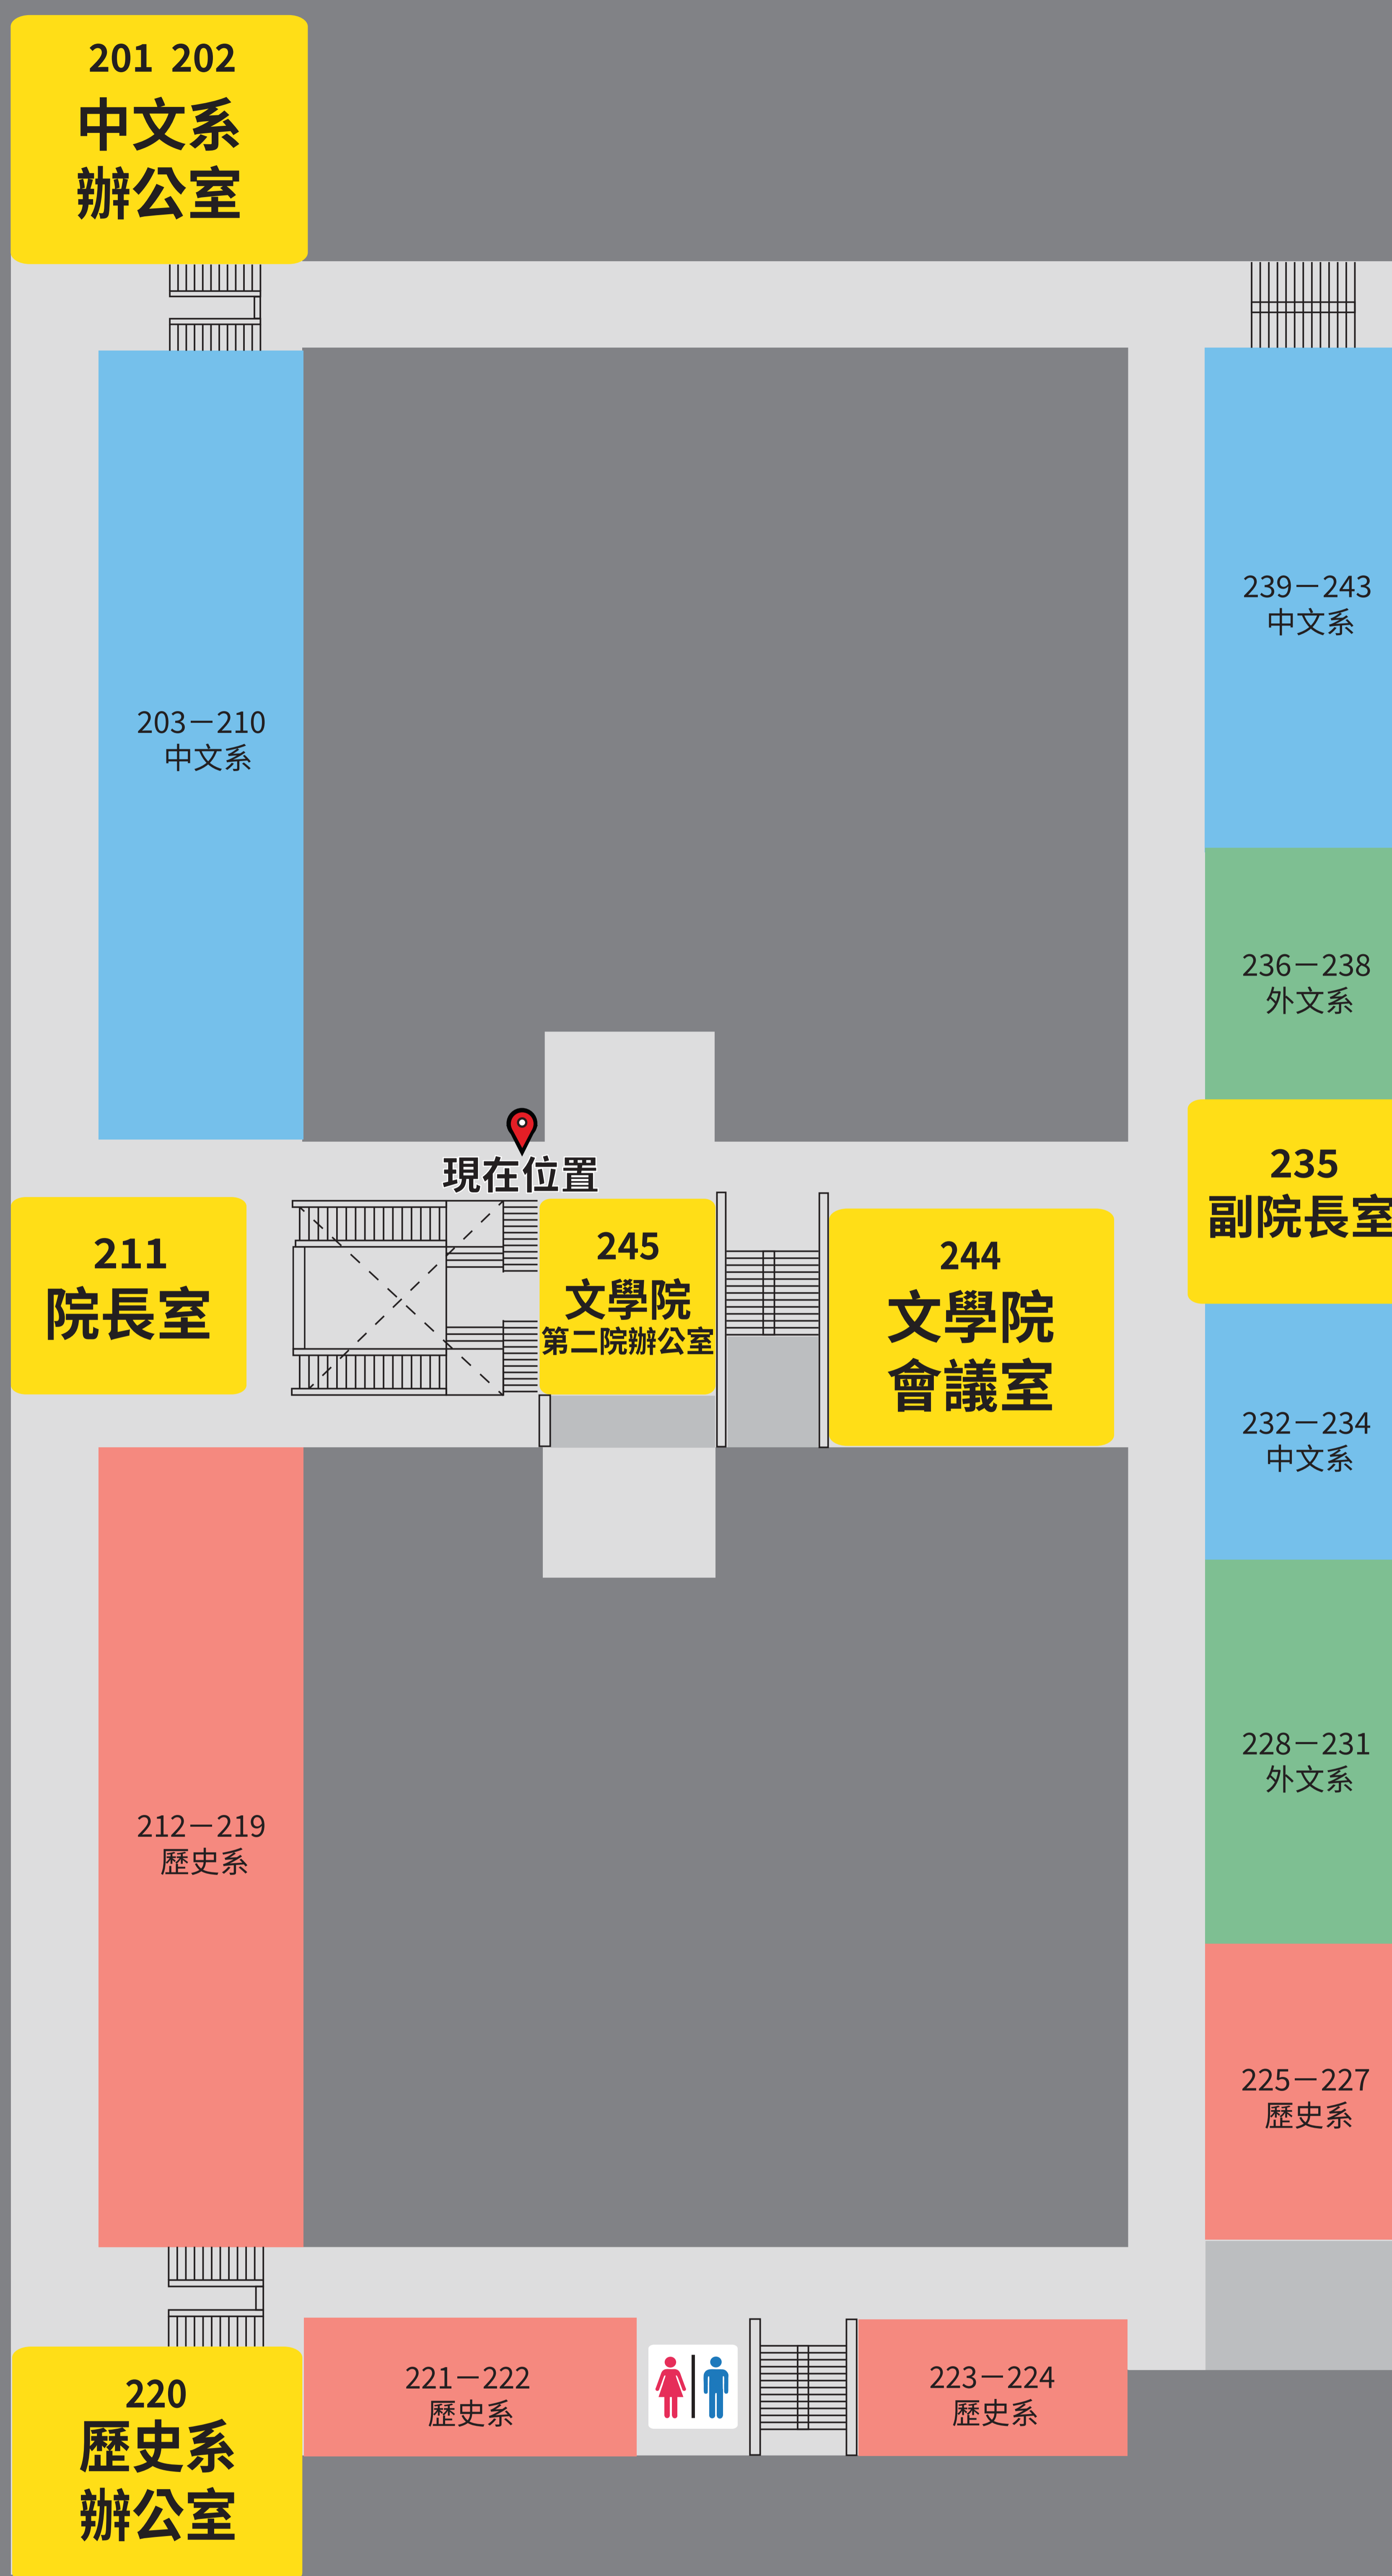 201 202
中文系
辦公室
239－243
中文系
203－210
中文系
236－238
外文系
現在位置
235
副院長室
211
院長室
245
文學院
第二院辦公室
244
文學院
會議室
232－234
中文系
228－231
外文系
212－219
歷史系
225－227
歷史系
221－222
歷史系
223－224
歷史系
220
歷史系
辦公室